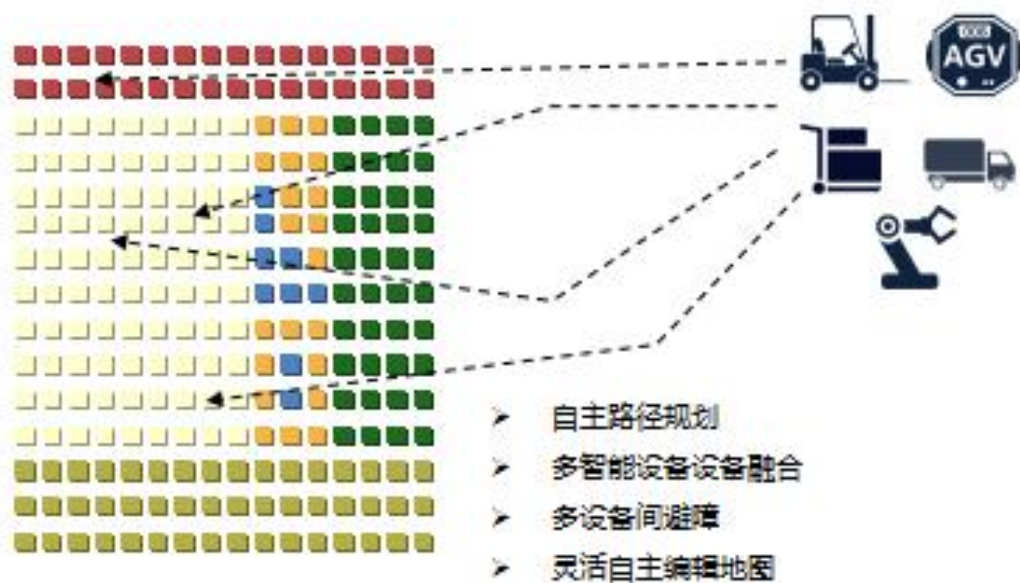 AGV
自主路径规划
多智能设备设备融合
多设备间避障
灵活自主编辑地图